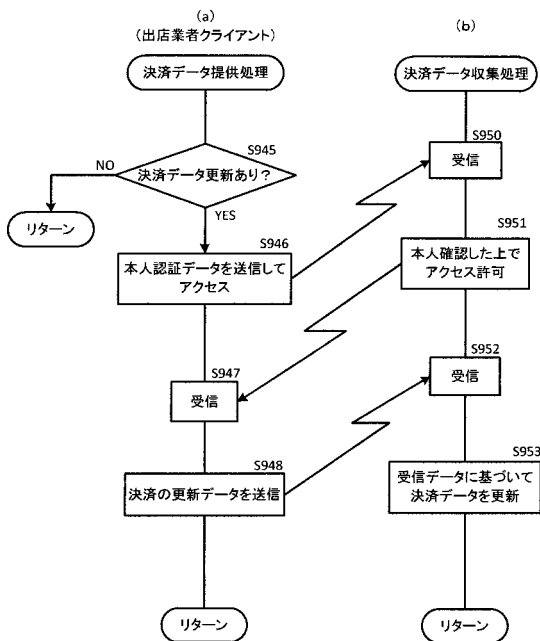 (a)
(出店業者クライアント)
決済データ提供処理
S945
決済データ更新あり?
NO
リターン
YES
S946
本人認証データを送信して
アクセス
S947
受信
S948
決済の更新データを送信
リターン
(b)
決済データ収集処理
S950
受信
S951
本人確認した上で
アクセス許可
S952
受信
S953
受信データに基づいて
決済データを更新
リターン